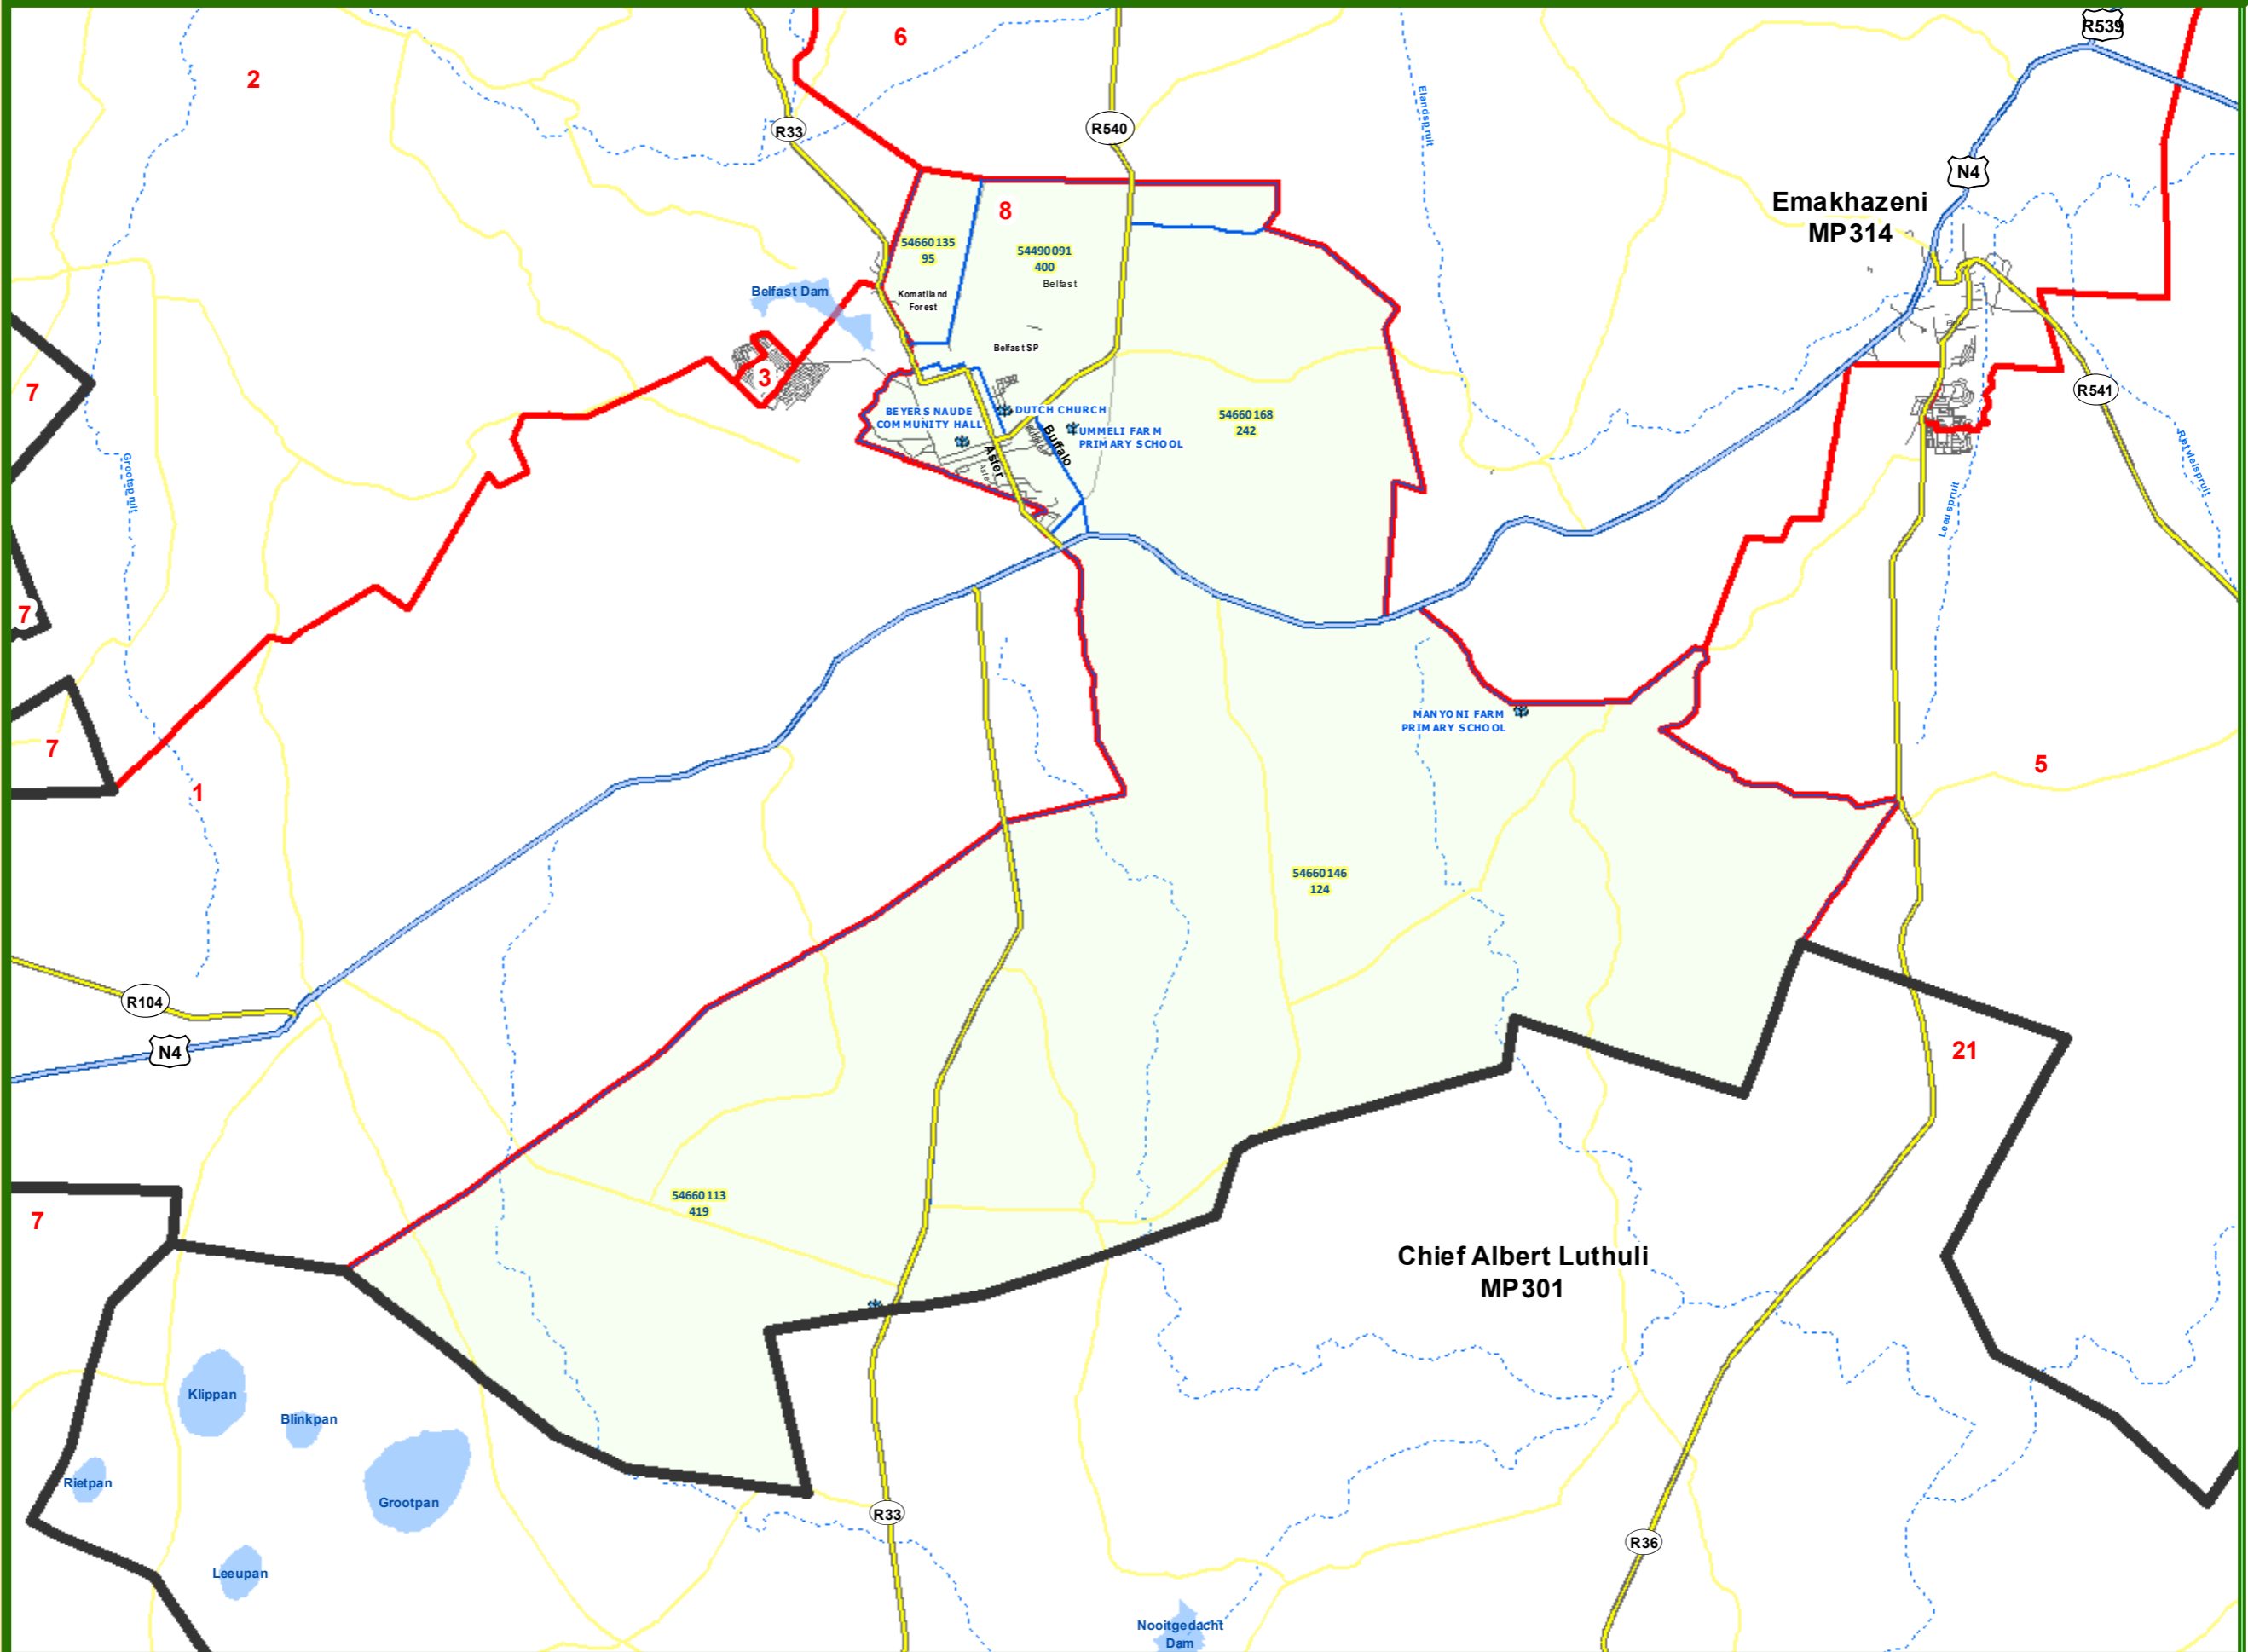 R539
6
2
R33
R540
Elandspruit
N4
Emakhazeni
MP314
8
54660135
95
54490091
400
Belfast
Komatiland
Forest
Belfast Dam
Belfast SP
3
7
R541
BEYERS NAUDE
COMMUNITY HALL
DUTCH CHURCH
UMMELI FARM
PRIMARY SCHOOL
Buffalo
Aster
Aster
54660168
242
Grootspruit
Leeuspruit
Rietvleispruit
7
7
1
MANYONI FARM
PRIMARY SCHOOL
5
54660146
124
R104
N4
21
54660113
419
7
Chief Albert Luthuli
MP301
Klippan
Blinkpan
Rietpan
Grootpan
R33
R36
Leeupan
Nooitgedacht
Dam